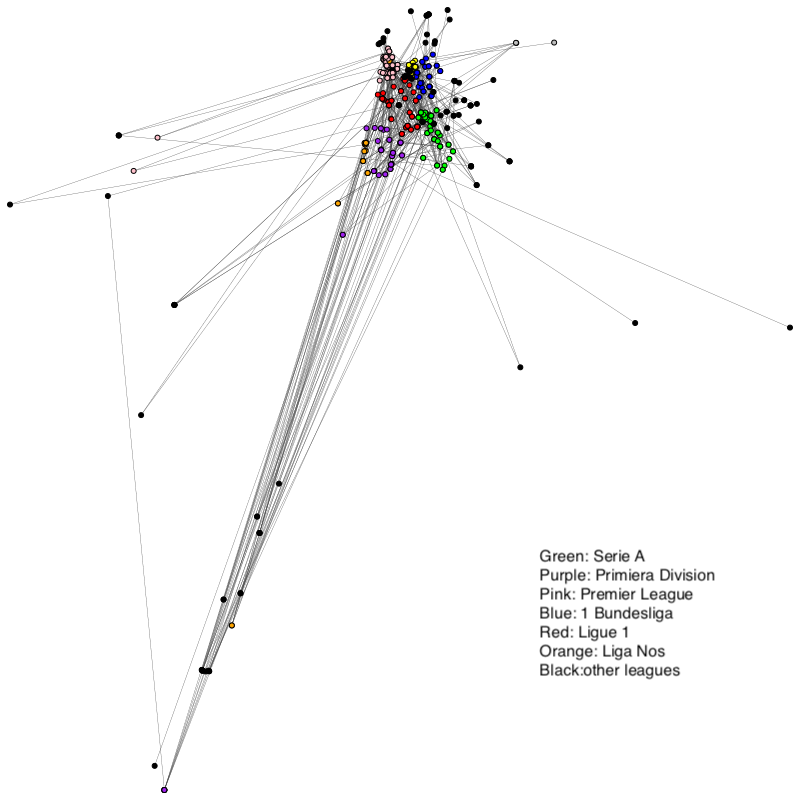 Green: Serie A
Purple: Primiera Division
Pink: Premier League
Blue: 1 Bundesliga
Red: Ligue 1
Orange: Liga Nos
Black:other leagues